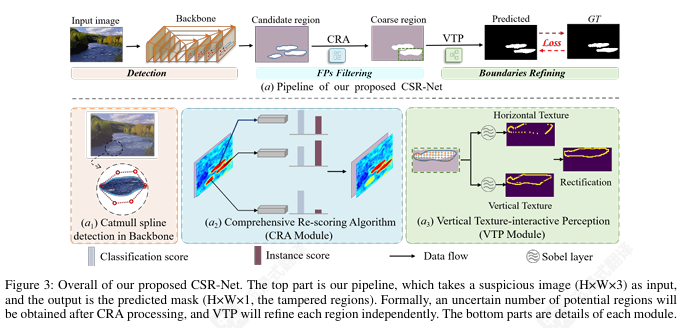 Input image
Backbone
Candidate region
CRA
Coarse region
VTP
Predicted
GT
Loss
Detection
FPs Filtering
Boundaries Refining
(a) Pipeline of our proposed CSR-Net
Horizontal Texture
Rectification
Vertical Texture
(a1) Catmull spline
detection in Backbone
(a2) Comprehensive Re-scoring Algorithm
(CRA Module)
(a3) Vertical Texture-interactive Perception
(VTP Module)
Classification score
Instance score
Data flow
Sobel layer
Figure 3: Overall of our proposed CSR-Net. The top part is our pipeline, which takes a suspicious image (H×W×3) as input,
and the output is the predicted mask (H×W×1, the tampered regions). Formally, an uncertain number of potential regions will
be obtained after CRA processing, and VTP will refine each region independently. The bottom parts are details of each module.